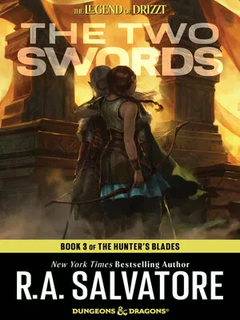 THE LEGEND OF DRIZZT
THE TWO
SWORDS
BOOK 3 OF THE HUNTER'S BLADES
New York Times Bestselling Author
R.A. SALVATORE
DUNGEONS & DRAGONS®